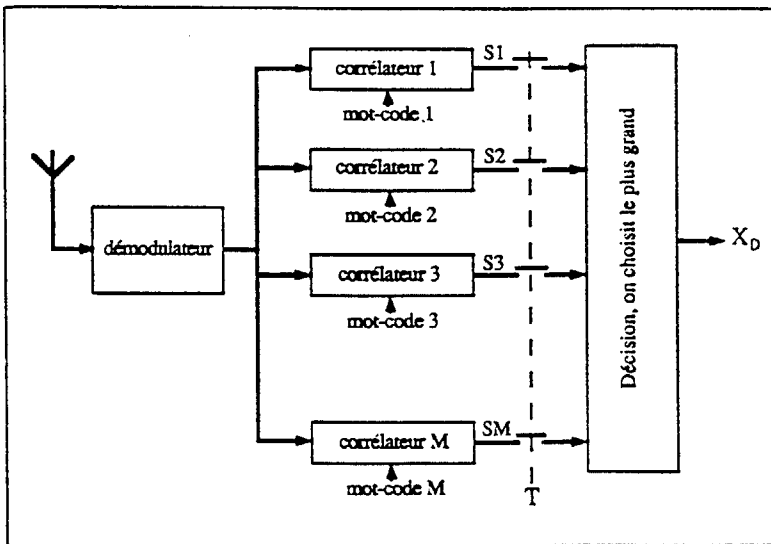 corrélateur 1
S1
mot-code 1
corrélateur 2
S2
mot-code 2
démodulateur
corrélateur 3
S3
mot-code 3
corrélateur M
SM
mot-code M
T
Décision, on choisit le plus grand
X_D